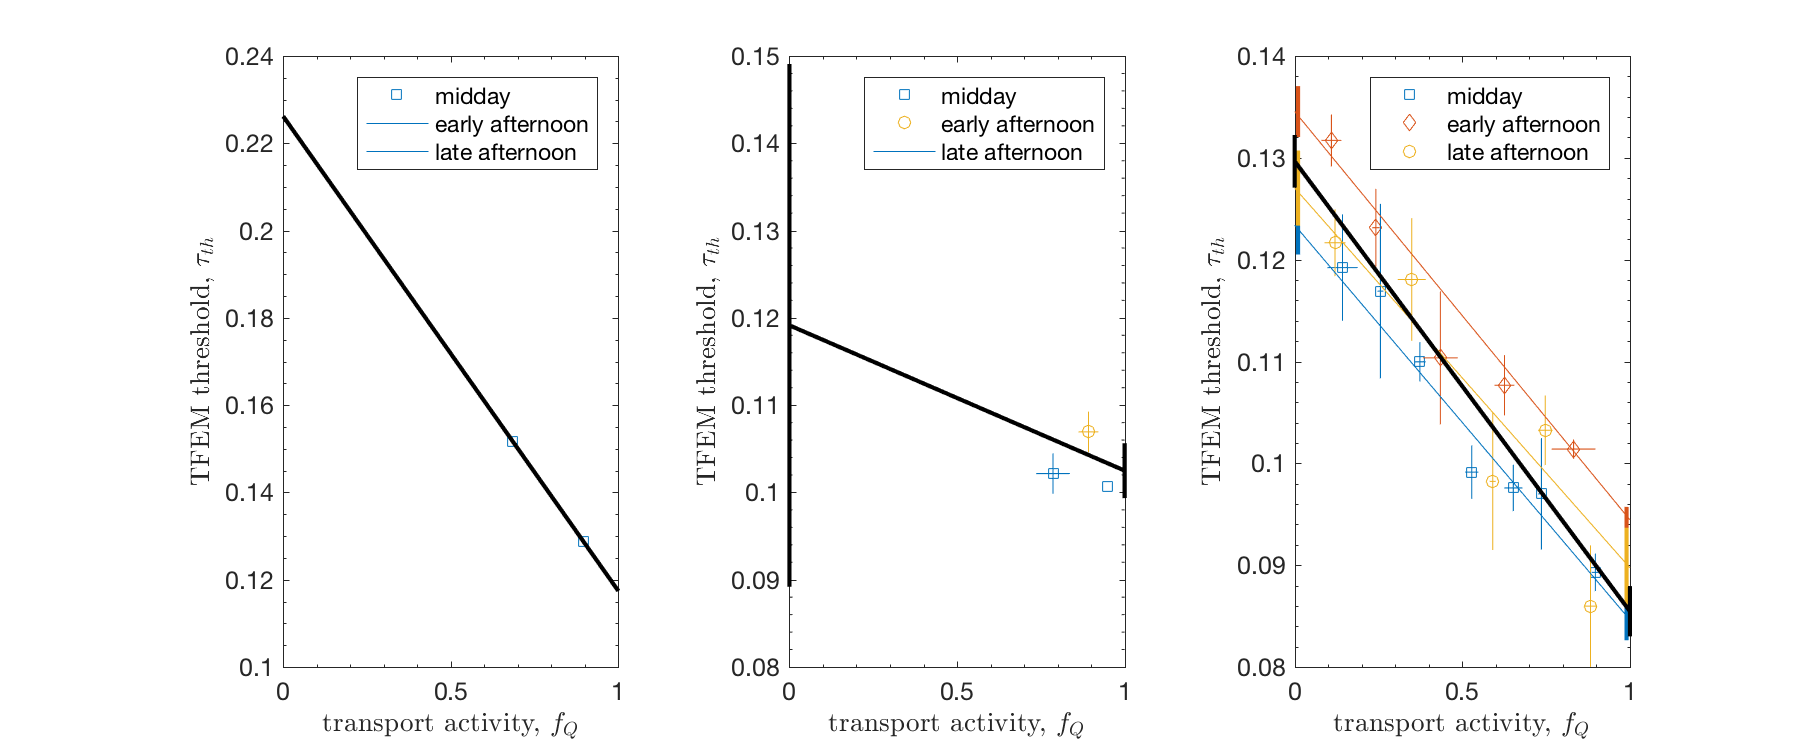 0.24
0.22
0.2
0.18
0.16
0.14
0.12
0.1
0
0.5
1
TFEM threshold, τth
transport activity, fQ
midday
early afternoon
late afternoon
0.15
0.14
0.13
0.12
0.11
0.1
0.09
0.08
0
0.5
1
TFEM threshold, τth
transport activity, fQ
midday
early afternoon
late afternoon
0.14
0.13
0.12
0.11
0.1
0.09
0.08
0
0.5
1
TFEM threshold, τth
transport activity, fQ
midday
early afternoon
late afternoon